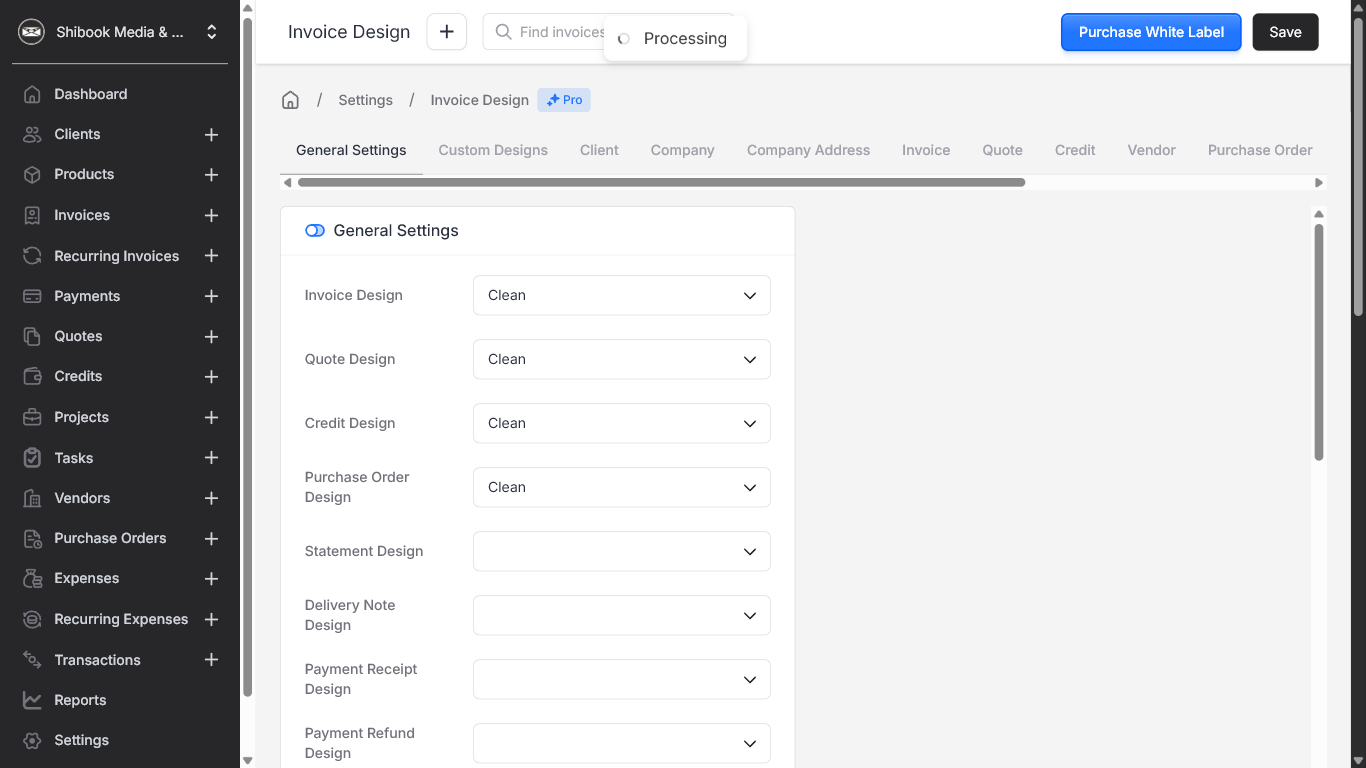 Shibook Media & ...
Dashboard
Clients
Products
Invoices
Recurring Invoices
Payments
Quotes
Credits
Projects
Tasks
Vendors
Purchase Orders
Expenses
Recurring Expenses
Transactions
Reports
Settings
Invoice Design
Find invoices
Processing
Purchase White Label
Save
/ Settings / Invoice Design Pro
General Settings Custom Designs Client Company Company Address Invoice Quote Credit Vendor Purchase Order
General Settings
Invoice Design Clean
Quote Design Clean
Credit Design Clean
Purchase Order
Design
Clean
Statement Design
Delivery Note
Design
Payment Receipt
Design
Payment Refund
Design